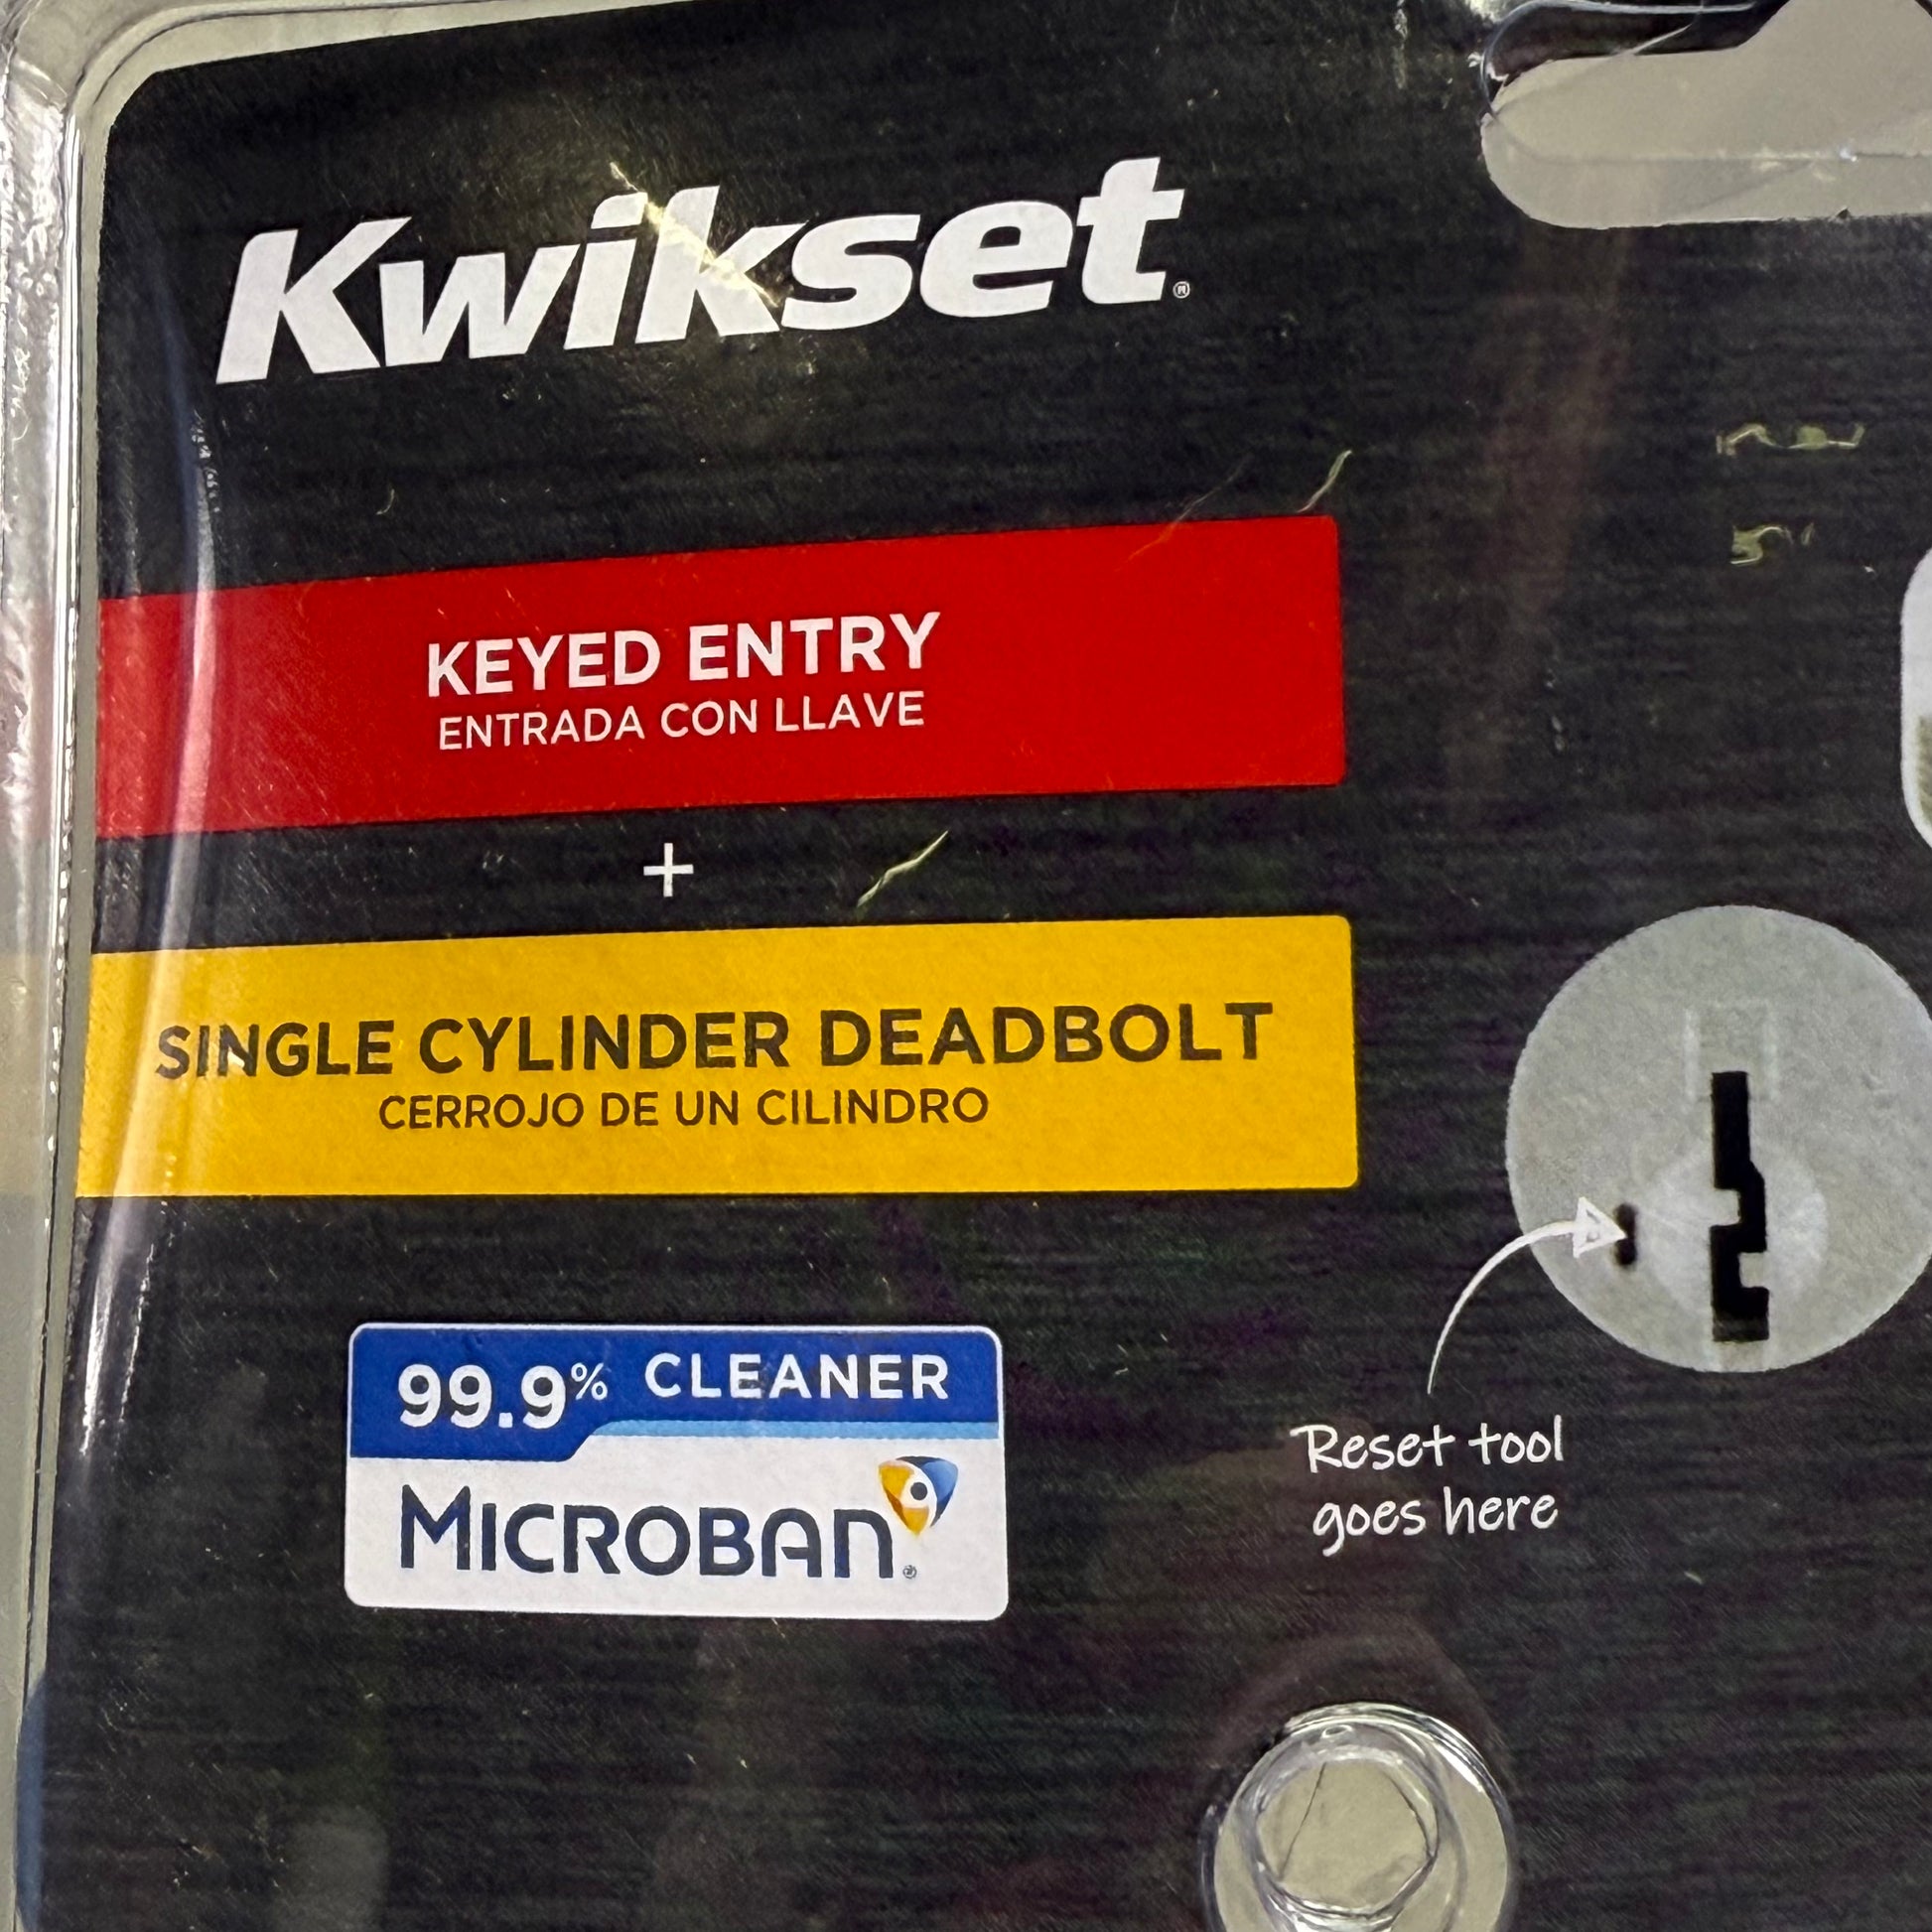 Kwikset®
KEYED ENTRY
ENTRADA CON LLAVE
+
SINGLE CYLINDER DEADBOLT
CERROJO DE UN CILINDRO
99.9% CLEANER
MICROBAN®
Reset tool
goes here